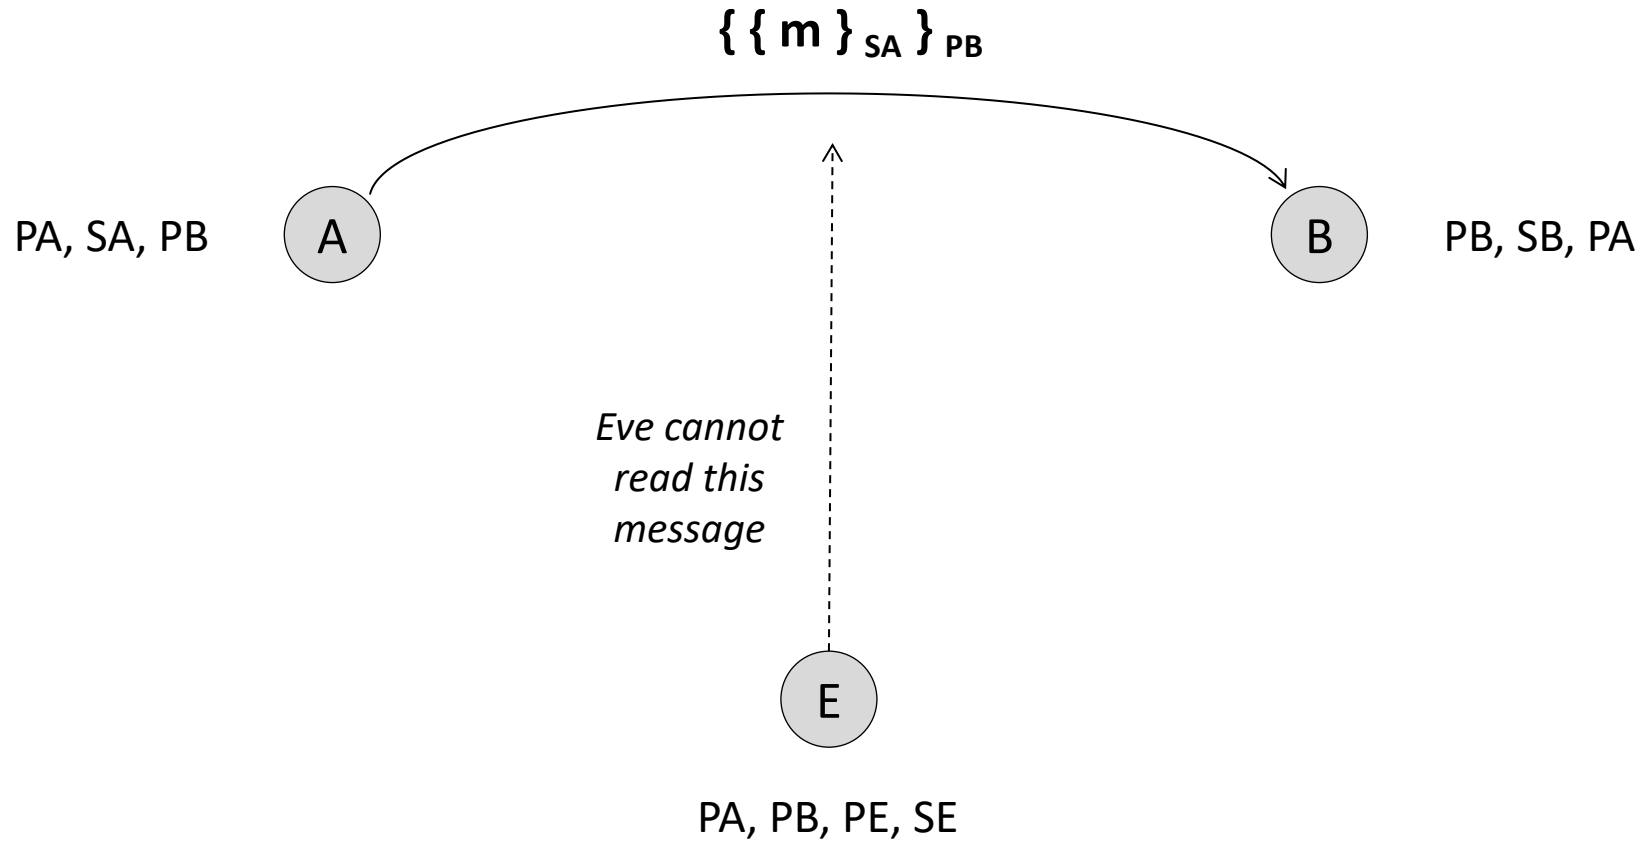 { { m } SA } PB
PA, SA, PB
A
B
PB, SB, PA
Eve cannot
read this
message
E
PA, PB, PE, SE